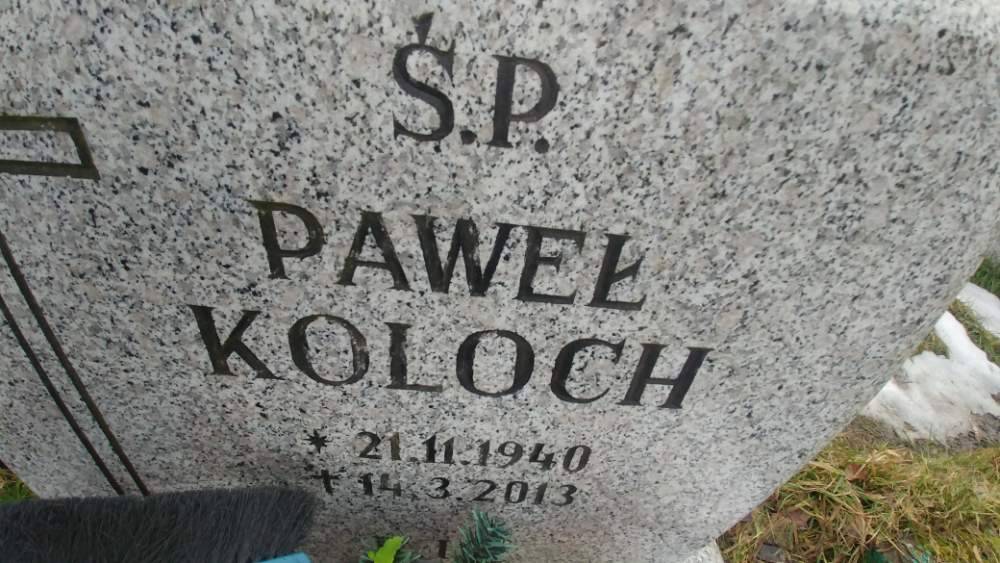 Ś.P.
PAWEŁ
KOLOCH
* 21.11.1940
+ 14.3.2013